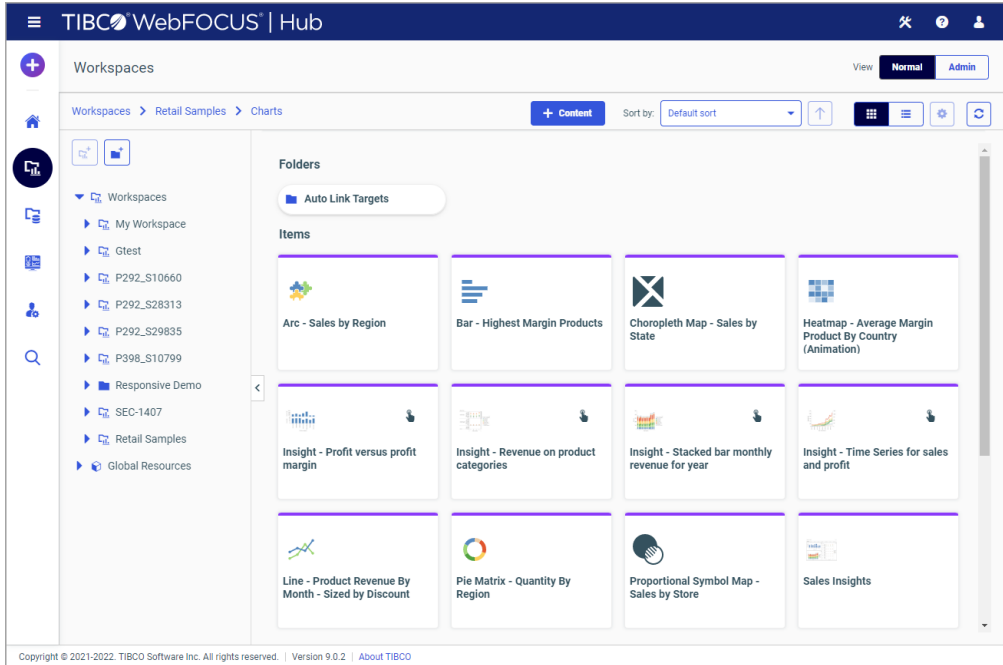 TIBCO WebFOCUS® | Hub
Workspaces
View Normal Admin
Workspaces > Retail Samples > Charts
+ Content
Sort by: Default sort
Workspaces
My Workspace
Gtest
P292_S10660
P292_S28313
P292_S29835
P398_S10799
Responsive Demo
SEC-1407
Retail Samples
Global Resources
Folders
Auto Link Targets
Items
Arc - Sales by Region
Bar - Highest Margin Products
Choropleth Map - Sales by
State
Heatmap - Average Margin
Product By Country
(Animation)
Insight - Profit versus profit
margin
Insight - Revenue on product
categories
Insight - Stacked bar monthly
revenue for year
Insight - Time Series for sales
and profit
Line - Product Revenue By
Month - Sized by Discount
Pie Matrix - Quantity By
Region
Proportional Symbol Map -
Sales by Store
Sales Insights
Copyright © 2021-2022. TIBCO Software Inc. All rights reserved. | Version 9.0.2 | About TIBCO